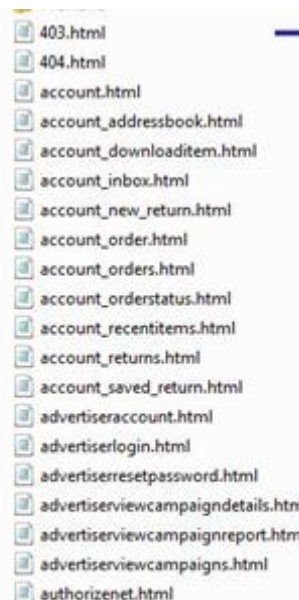 403.html
404.html
account.html
account_addressbook.html
account_downloaditem.html
account_inbox.html
account_new_return.html
account_order.html
account_orders.html
account_orderstatus.html
account_recentitems.html
account_returns.html
account_saved_return.html
advertiseraccount.html
advertiserlogin.html
advertiserresetpassword.html
advertiserviewcampaigndetails.htm
advertiserviewcampaignreport.htm
advertiserviewcampaigns.html
authorizenet.html